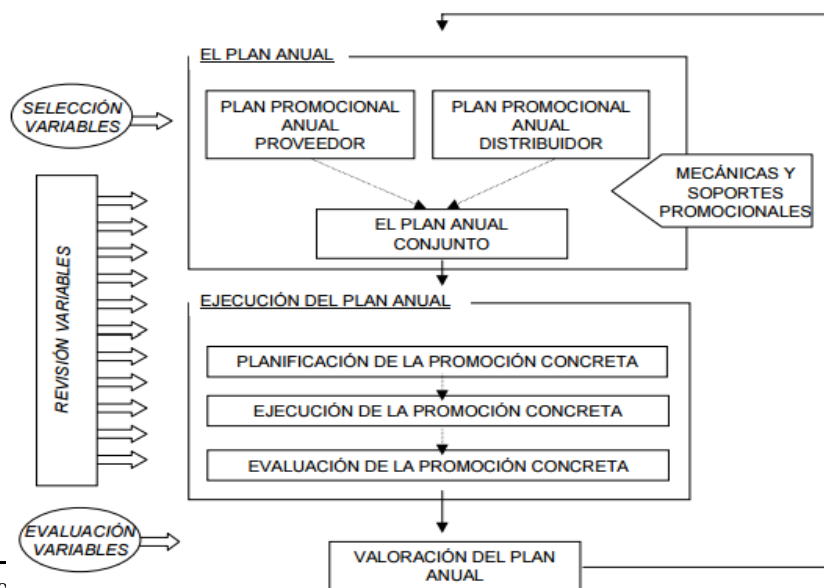 EL PLAN ANUAL
SELECCIÓN
VARIABLES
PLAN PROMOCIONAL
ANUAL
PROVEEDOR
PLAN PROMOCIONAL
ANUAL
DISTRIBUIDOR
MECÁNICAS Y
SOPORTES
PROMOCIONALES
EL PLAN ANUAL
CONJUNTO
REVISIÓN VARIABLES
EJECUCIÓN DEL PLAN ANUAL
PLANIFICACIÓN DE LA PROMOCIÓN CONCRETA
EJECUCIÓN DE LA PROMOCIÓN CONCRETA
EVALUACIÓN DE LA PROMOCIÓN CONCRETA
EVALUACIÓN
VARIABLES
VALORACIÓN DEL PLAN
ANUAL